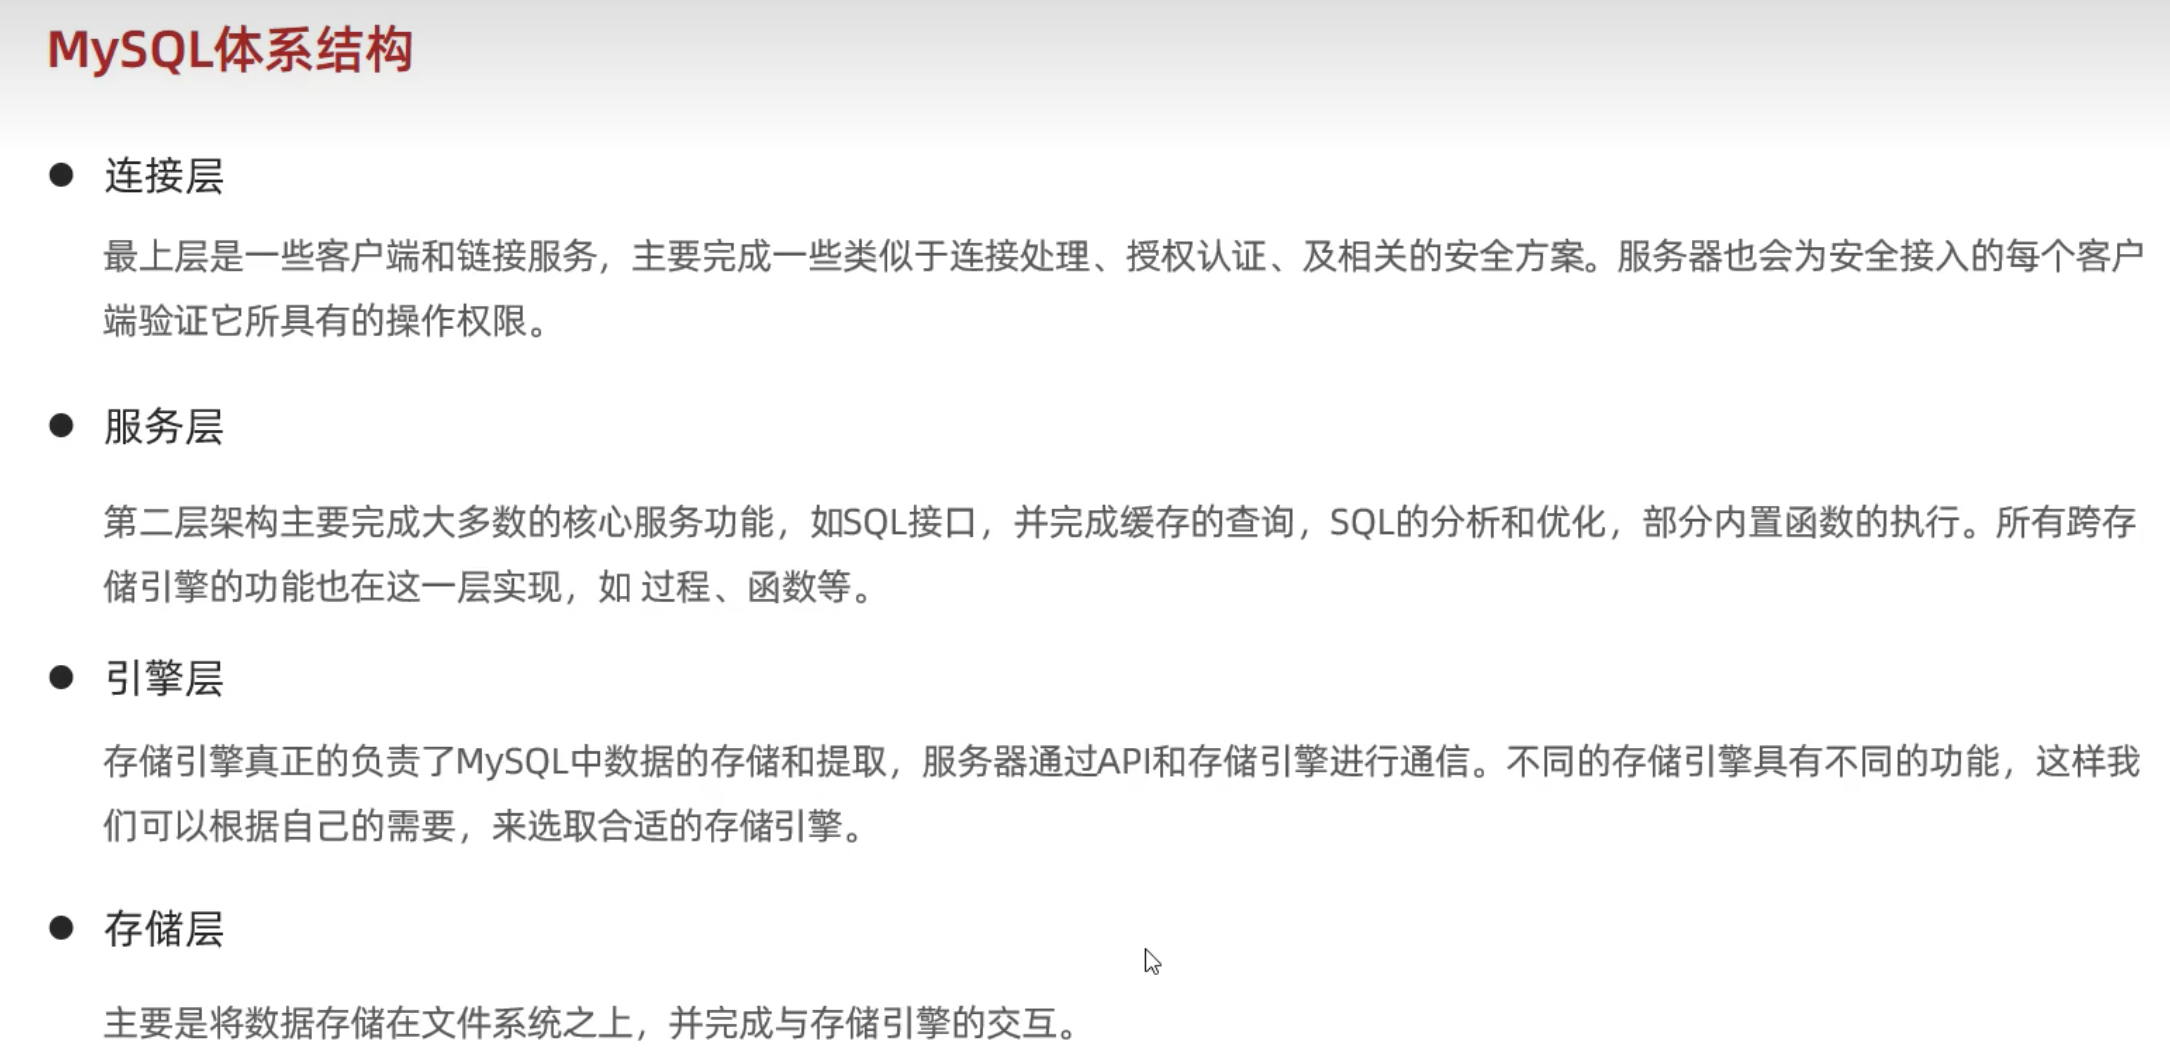 MySQL体系结构
● 连接层
最上层是一些客户端和链接服务，主要完成一些类似于连接处理、授权认证、及相关的安全方案。服务器也会为安全接入的每个客户
端验证它所具有的操作权限。
● 服务层
第二层架构主要完成大多数的核心服务功能，如SQL接口，并完成缓存的查询，SQL的分析和优化，部分内置函数的执行。所有跨存
储引擎的功能也在这一层实现，如 过程、函数等。
● 引擎层
存储引擎真正的负责了MySQL中数据的存储和提取，服务器通过API和存储引擎进行通信。不同的存储引擎具有不同的功能，这样我
们可以根据自己的需要，来选取合适的存储引擎。
● 存储层
主要是将数据存储在文件系统之上，并完成与存储引擎的交互。